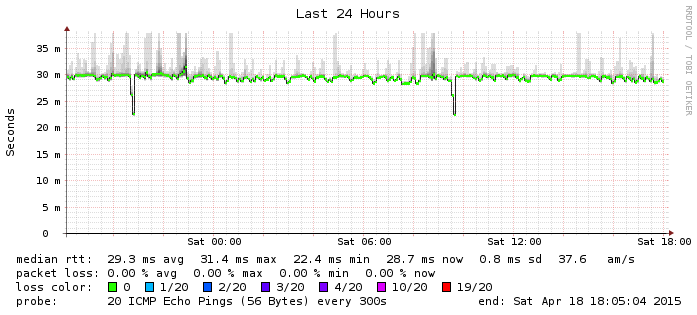 Last 24 Hours
RRDTOOL / TOBI OETIKER
Seconds
35 m
30 m
25 m
20 m
15 m
10 m
5 m
0
Sat 00:00 Sat 06:00 Sat 12:00 Sat 18:00
median rtt: 29.3 ms avg 31.4 ms max 22.4 ms min 28.7 ms now 0.8 ms sd 37.6 am/s
packet loss: 0.00 % avg 0.00 % max 0.00 % min 0.00 % now
loss color: 0 1/20 2/20 3/20 4/20 10/20 19/20
probe: 20 ICMP Echo Pings (56 Bytes) every 300s end: Sat Apr 18 18:05:04 2015